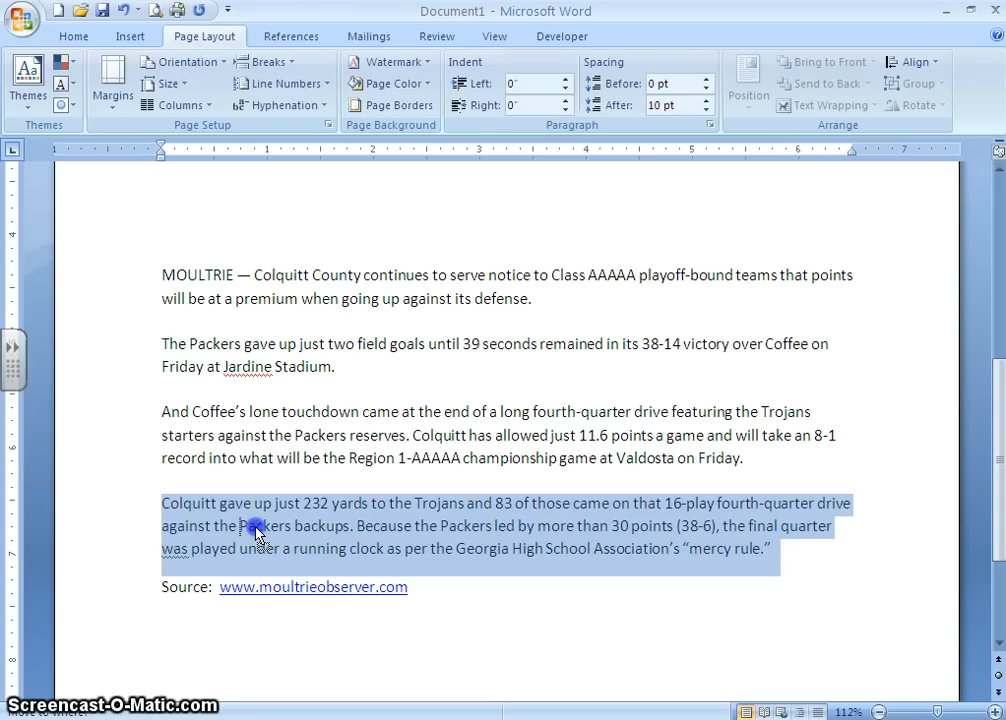 Document1 - Microsoft Word
Home Insert Page Layout References Mailings Review View Developer
Themes
Margins
Orientation
Size
Columns
Breaks
Line Numbers
Hyphenation
Watermark
Page Color
Page Borders
Indent
Left: 0"
Right: 0"
Spacing
Before: 0 pt
After: 10 pt
Position
Bring to Front
Send to Back
Text Wrapping
Align
Group
Rotate
Themes Page Setup Page Background Paragraph Arrange
1 1 2 3 4 5 6 7
MOULTRIE — Colquitt County continues to serve notice to Class AAAAA playoff-bound teams that points
will be at a premium when going up against its defense.
The Packers gave up just two field goals until 39 seconds remained in its 38-14 victory over Coffee on
Friday at Jardine Stadium.
And Coffee’s lone touchdown came at the end of a long fourth-quarter drive featuring the Trojans
starters against the Packers reserves. Colquitt has allowed just 11.6 points a game and will take an 8-1
record into what will be the Region 1-AAAAA championship game at Valdosta on Friday.
Colquitt gave up just 232 yards to the Trojans and 83 of those came on that 16-play fourth-quarter drive
against the Packers backups. Because the Packers led by more than 30 points (38-6), the final quarter
was played under a running clock as per the Georgia High School Association’s “mercy rule.”
Source: www.moultrieobserver.com
Screencast-O-Matic.com
112%